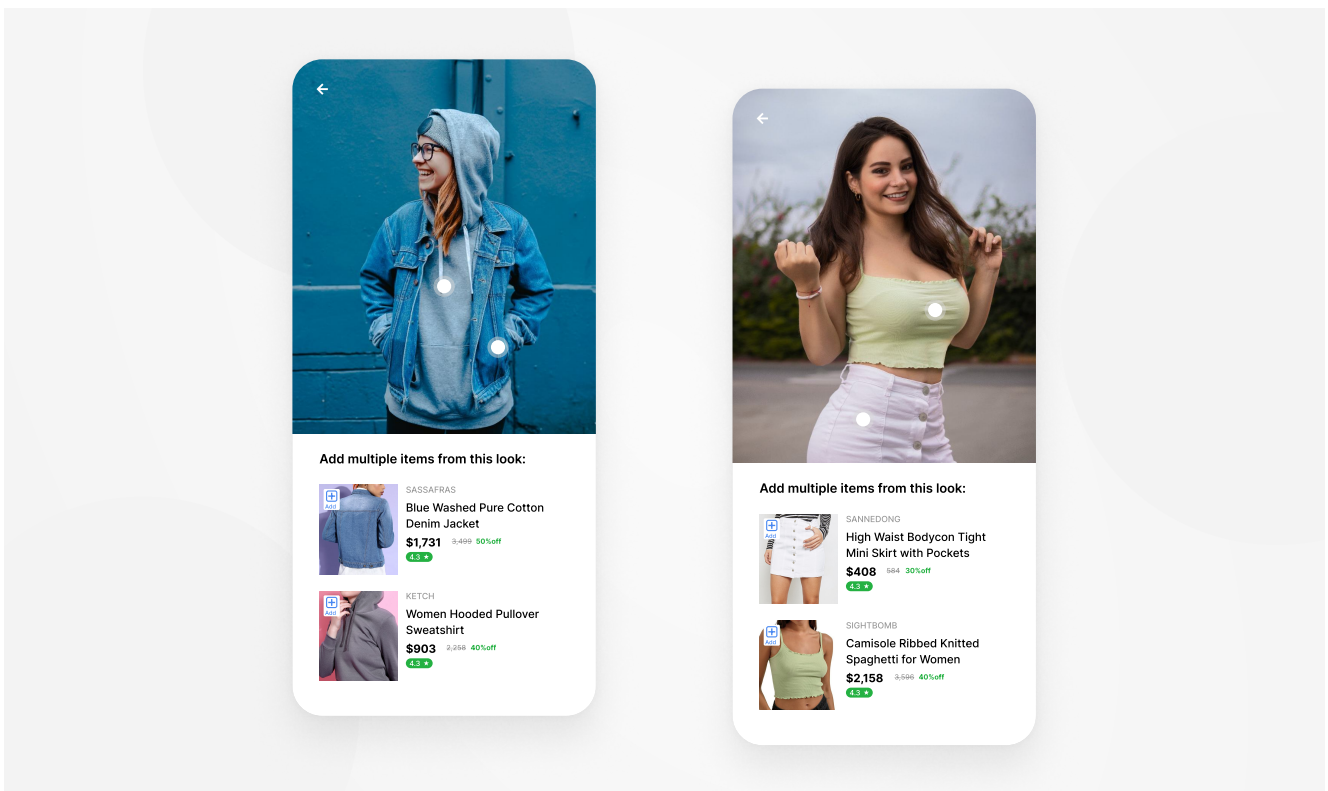 Add multiple items from this look:
Add
SASSAFRAS
Blue Washed Pure Cotton
Denim Jacket
$1,731 3,499 50%off
4.3 ★
Add
KETCH
Women Hooded Pullover
Sweatshirt
$903 2,258 40%off
4.3 ★
Add multiple items from this look:
Add
SANNEDONG
High Waist Bodycon Tight
Mini Skirt with Pockets
$408 584 30%off
4.3 ★
Add
SIGHTBOMB
Camisole Ribbed Knitted
Spaghetti for Women
$2,158 3,596 40%off
4.3 ★